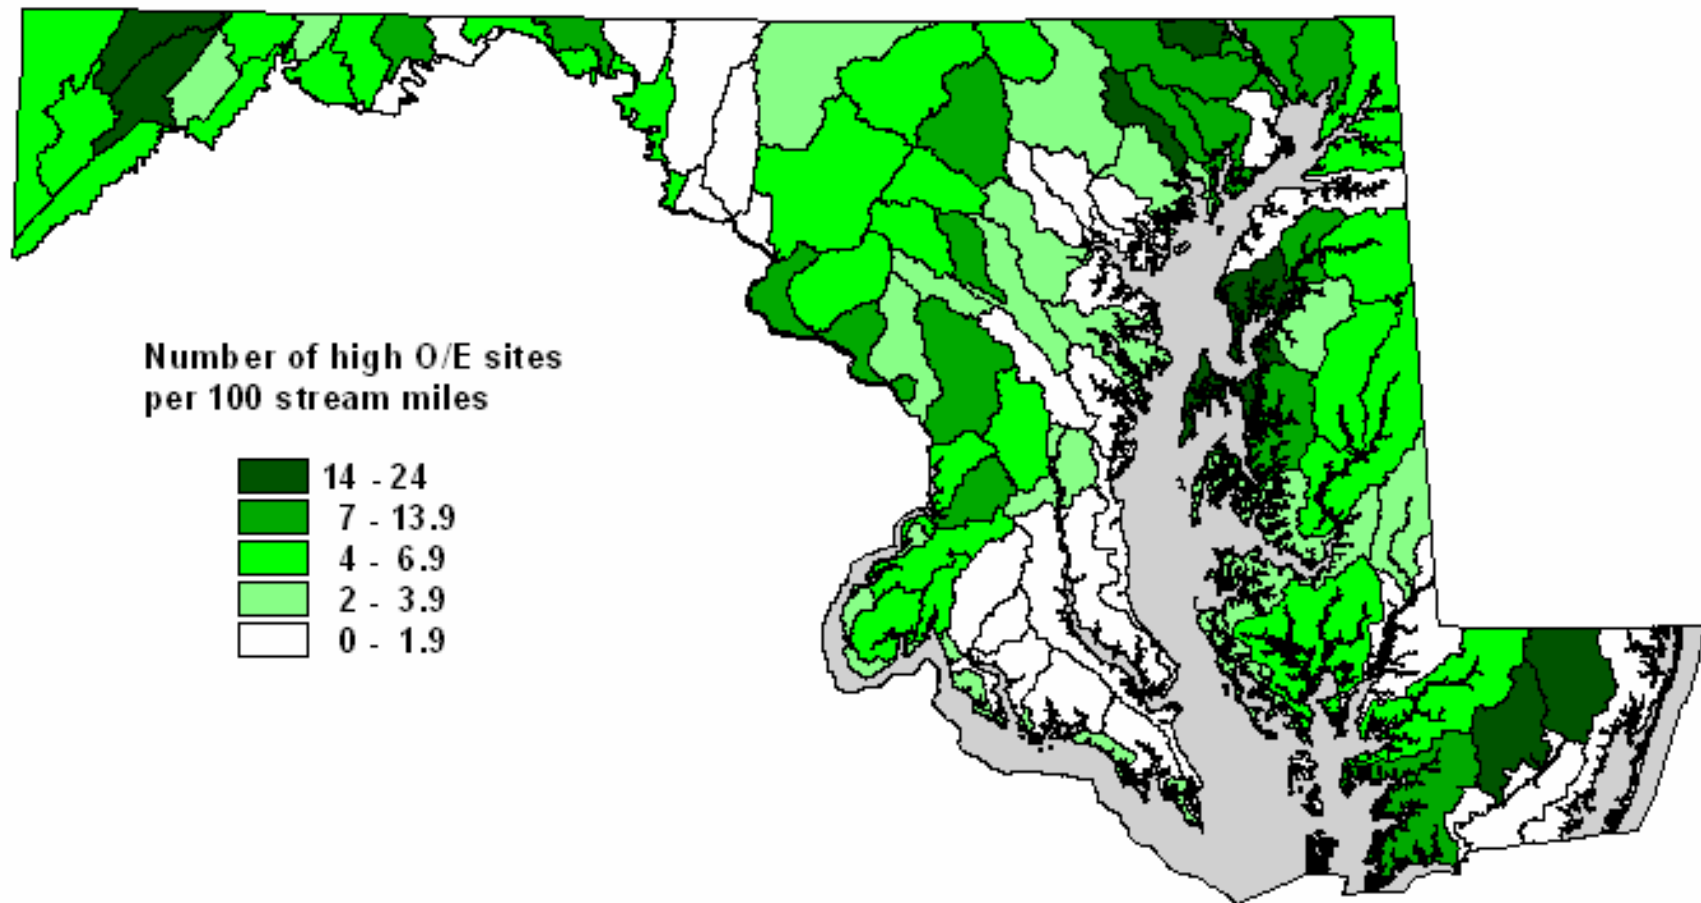 Number of high O/E sites
per 100 stream miles
14 - 24
7 - 13.9
4 - 6.9
2 - 3.9
0 - 1.9